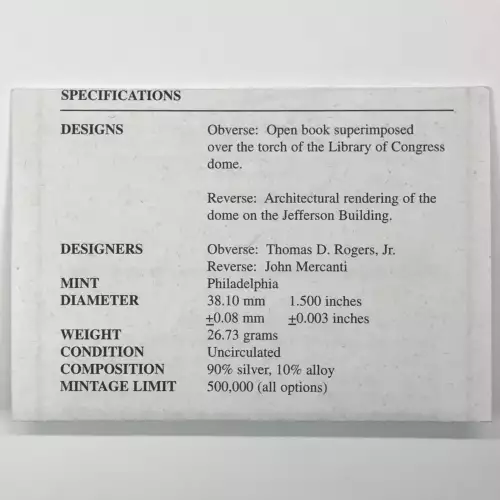 SPECIFICATIONS
DESIGNS Obverse: Open book superimposed
over the torch of the Library of Congress
dome.
Reverse: Architectural rendering of the
dome on the Jefferson Building.
DESIGNERS Obverse: Thomas D. Rogers, Jr.
Reverse: John Mercanti
MINT Philadelphia
DIAMETER 38.10 mm 1.500 inches
±0.08 mm ±0.003 inches
WEIGHT 26.73 grams
CONDITION Uncirculated
COMPOSITION 90% silver, 10% alloy
MINTAGE LIMIT 500,000 (all options)